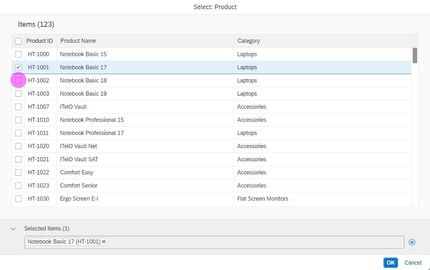 Select: Product
Items (123)
Product ID Product Name Category
HT-1000 Notebook Basic 15 Laptops
HT-1001 Notebook Basic 17 Laptops
HT-1002 Notebook Basic 18 Laptops
HT-1003 Notebook Basic 19 Laptops
HT-1007 ITelO Vault Accessories
HT-1010 Notebook Professional 15 Accessories
HT-1011 Notebook Professional 17 Laptops
HT-1020 ITelO Vault Net Accessories
HT-1021 ITelO Vault SAT Accessories
HT-1022 Comfort Easy Accessories
HT-1023 Comfort Senior Accessories
HT-1030 Ergo Screen E-I Flat Screen Monitors
Selected Items (1)
Notebook Basic 17 (HT-1001)
OK Cancel